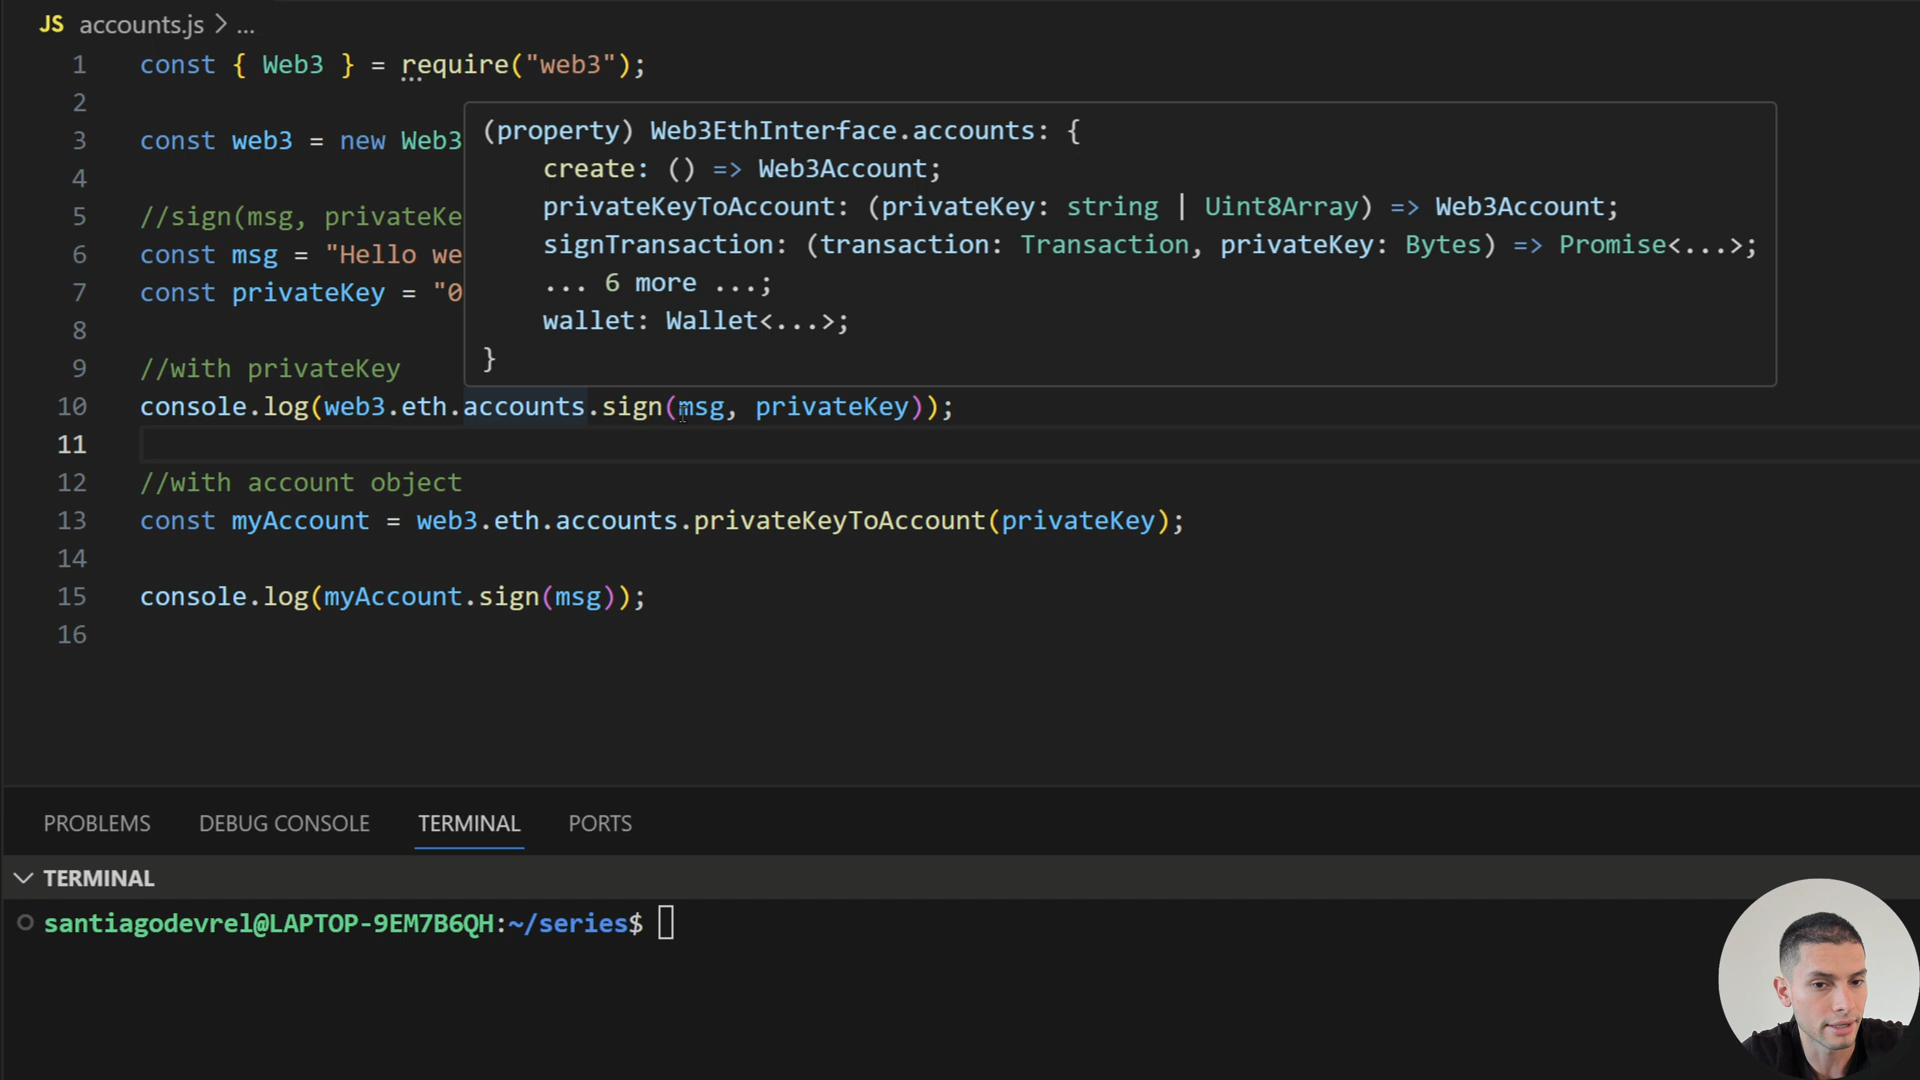 JS accounts.js > ...
1 const { Web3 } = require("web3");
2
3 const web3 = new Web3
4
5 //sign(msg, privateKe
6 const msg = "Hello we
7 const privateKey = "0
8
(property) Web3EthInterface.accounts: {
create: () => Web3Account;
privateKeyToAccount: (privateKey: string | Uint8Array) => Web3Account;
signTransaction: (transaction: Transaction, privateKey: Bytes) => Promise<...>;
... 6 more ...;
wallet: Wallet<...>;
}
9 //with privateKey
10 console.log(web3.eth.accounts.sign(msg, privateKey));
11
12 //with account object
13 const myAccount = web3.eth.accounts.privateKeyToAccount(privateKey);
14
15 console.log(myAccount.sign(msg));
16
PROBLEMS DEBUG CONSOLE TERMINAL PORTS
TERMINAL
santiagodevrel@LAPTOP-9EM7B6QH:~/series$